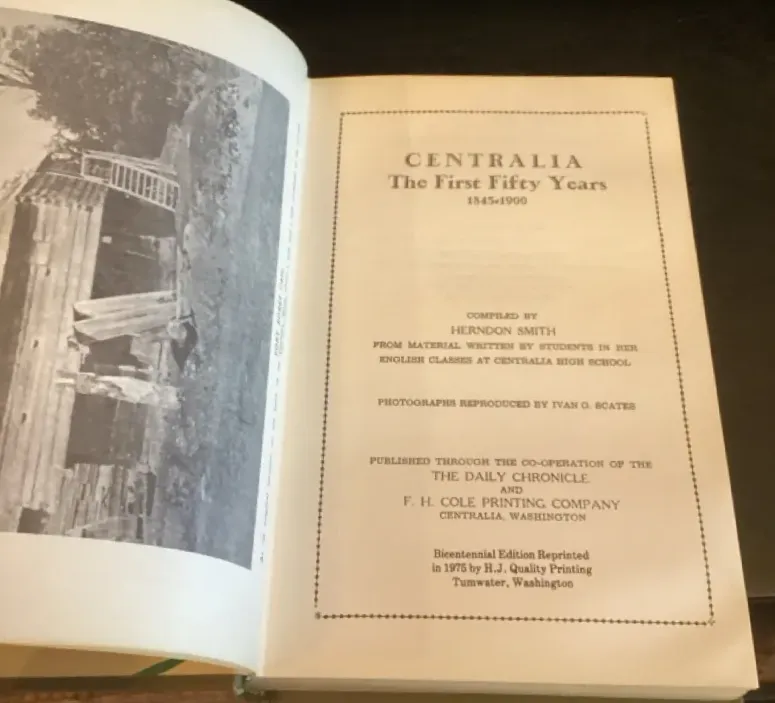 CENTRALIA
The First Fifty Years
1845-1900
COMPILED BY
HERNDON SMITH
FROM MATERIAL WRITTEN BY STUDENTS IN HER
ENGLISH CLASSES AT CENTRALIA HIGH SCHOOL
PHOTOGRAPHS REPRODUCED BY IVAN G. SCATES
PUBLISHED THROUGH THE CO-OPERATION OF THE
THE DAILY CHRONICLE
AND
F. H. COLE PRINTING COMPANY
CENTRALIA, WASHINGTON
Bicentennial Edition Reprinted
in 1975 by H.J. Quality Printing
Tumwater, Washington